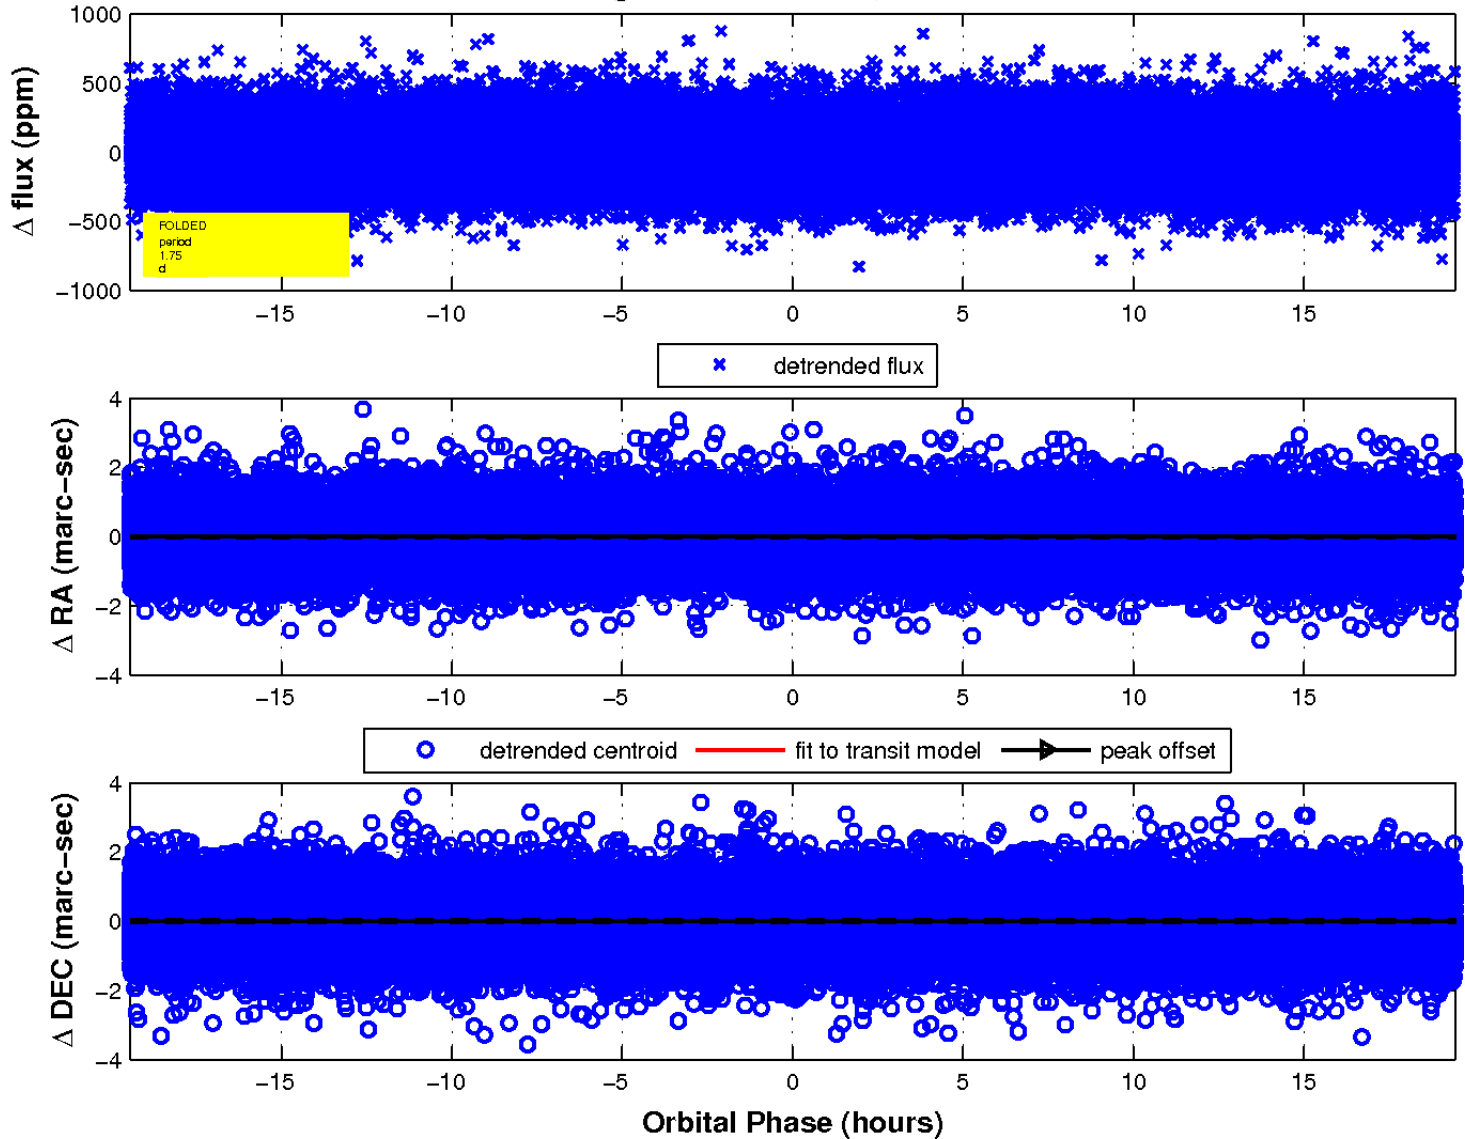 1000
500
0
−500
−1000
Δ flux (ppm)
FOLDED
period
1.75
d
−15 −10 −5 0 5 10 15
detrended flux
4
2
0
−2
−4
Δ RA (marc−sec)
−15 −10 −5 0 5 10 15
detrended centroid fit to transit model peak offset
4
2
0
−2
−4
Δ DEC (marc−sec)
−15 −10 −5 0 5 10 15
Orbital Phase (hours)